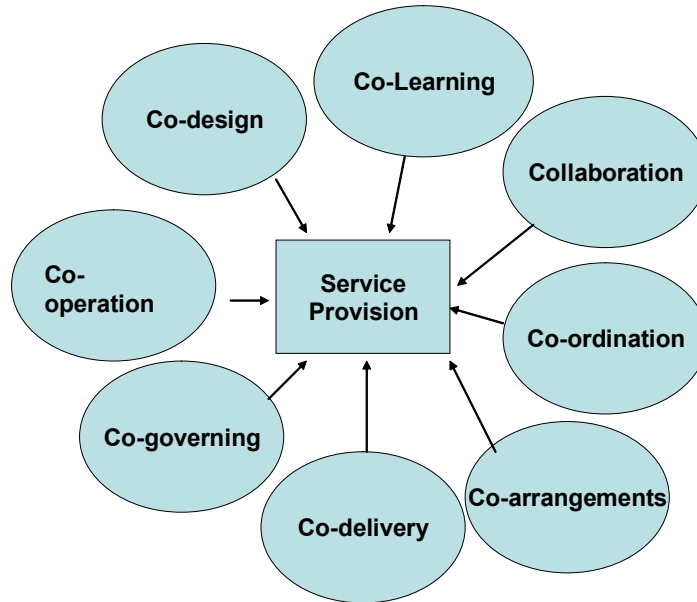 Co-Learning
Co-design
Collaboration
Co-
operation
Service
Provision
Co-ordination
Co-governing
Co-arrangements
Co-delivery